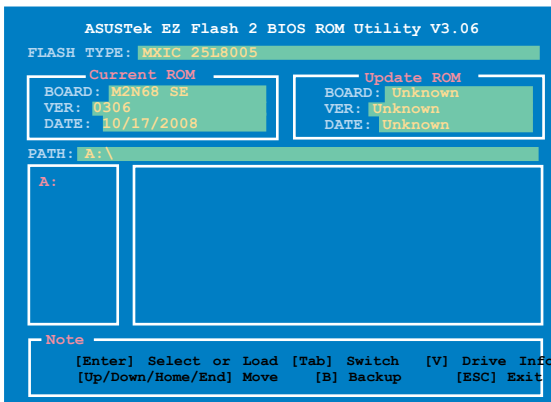 ASUSTek EZ Flash 2 BIOS ROM Utility V3.06
FLASH TYPE: MXIC 25L8005
Current ROM
BOARD: M2N68 SE
VER: 0306
DATE: 10/17/2008
Update ROM
BOARD: Unknown
VER: Unknown
DATE: Unknown
PATH: A:\
A:
Note
[Enter] Select or Load [Tab] Switch [V] Drive Info
[Up/Down/Home/End] Move [B] Backup [ESC] Exit